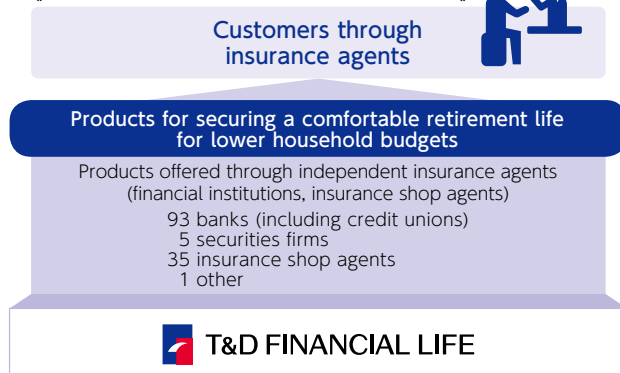 Customers through
insurance agents
Products for securing a comfortable retirement life
for lower household budgets
Products offered through independent insurance agents
(financial institutions, insurance shop agents)
93 banks (including credit unions)
5 securities firms
35 insurance shop agents
1 other
T&D FINANCIAL LIFE